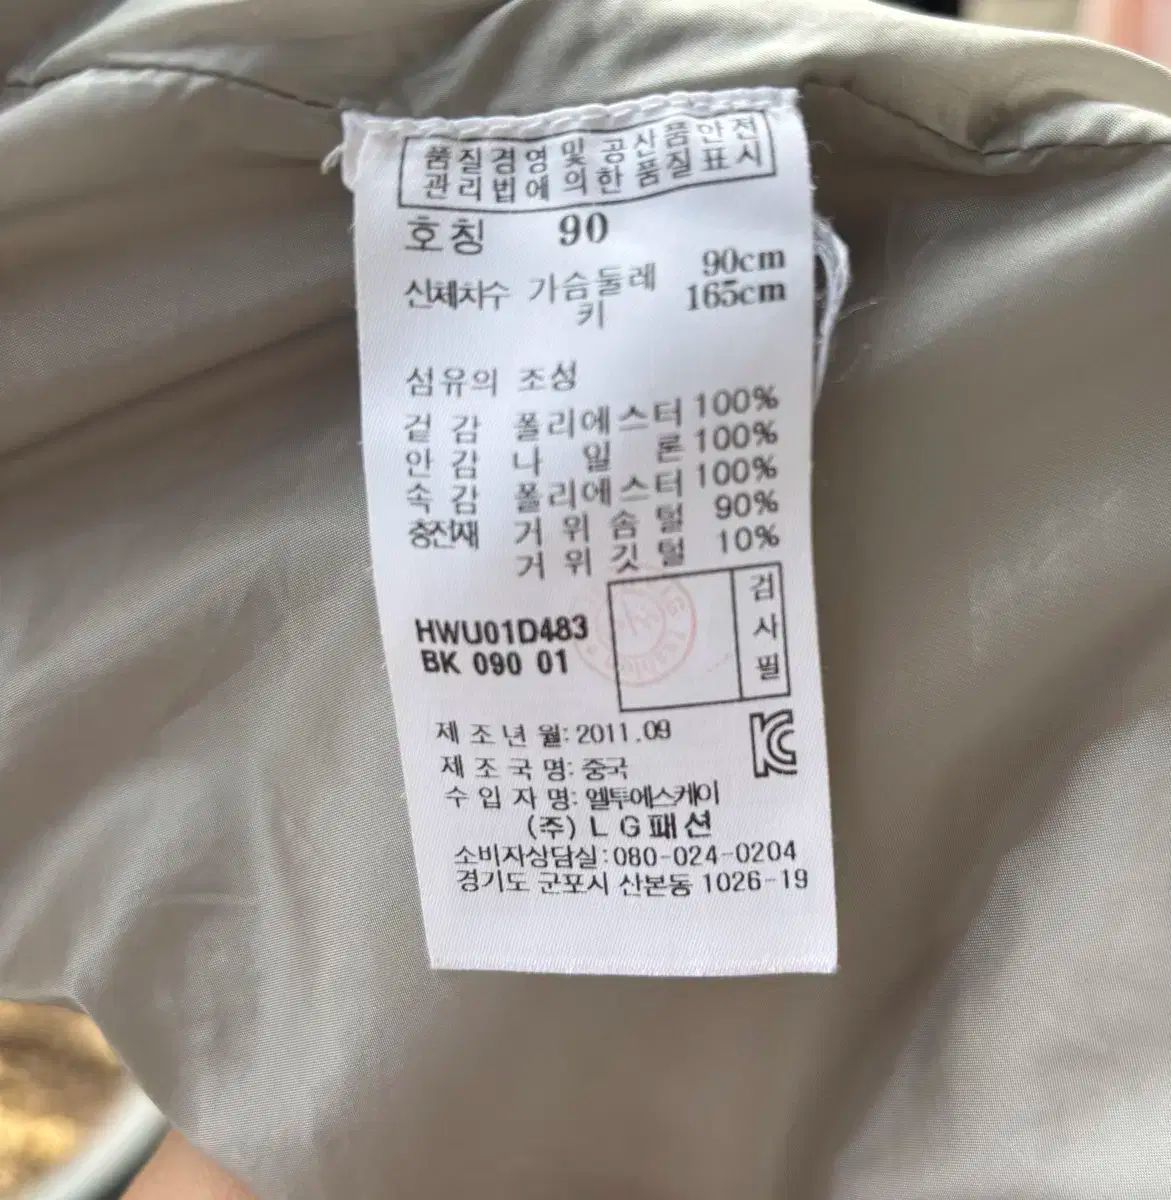 품질경영 및 공산품안전
관리법에 의한 품질표시
호칭 90
신체치수 가슴둘레 90cm
키 165cm
섬유의 조성
겉감 폴리에스터 100%
안감 나일론 100%
속감 폴리에스터 100%
충전재 거위솜털 90%
거위깃털 10%
HWU01D483
BK 090 01
검사필
제조년월: 2011.09
제조국명: 중국
수입자명: 엘투에스케이
(주) LG패션
소비자상담실: 080-024-0204
경기도 군포시 산본동 1026-19